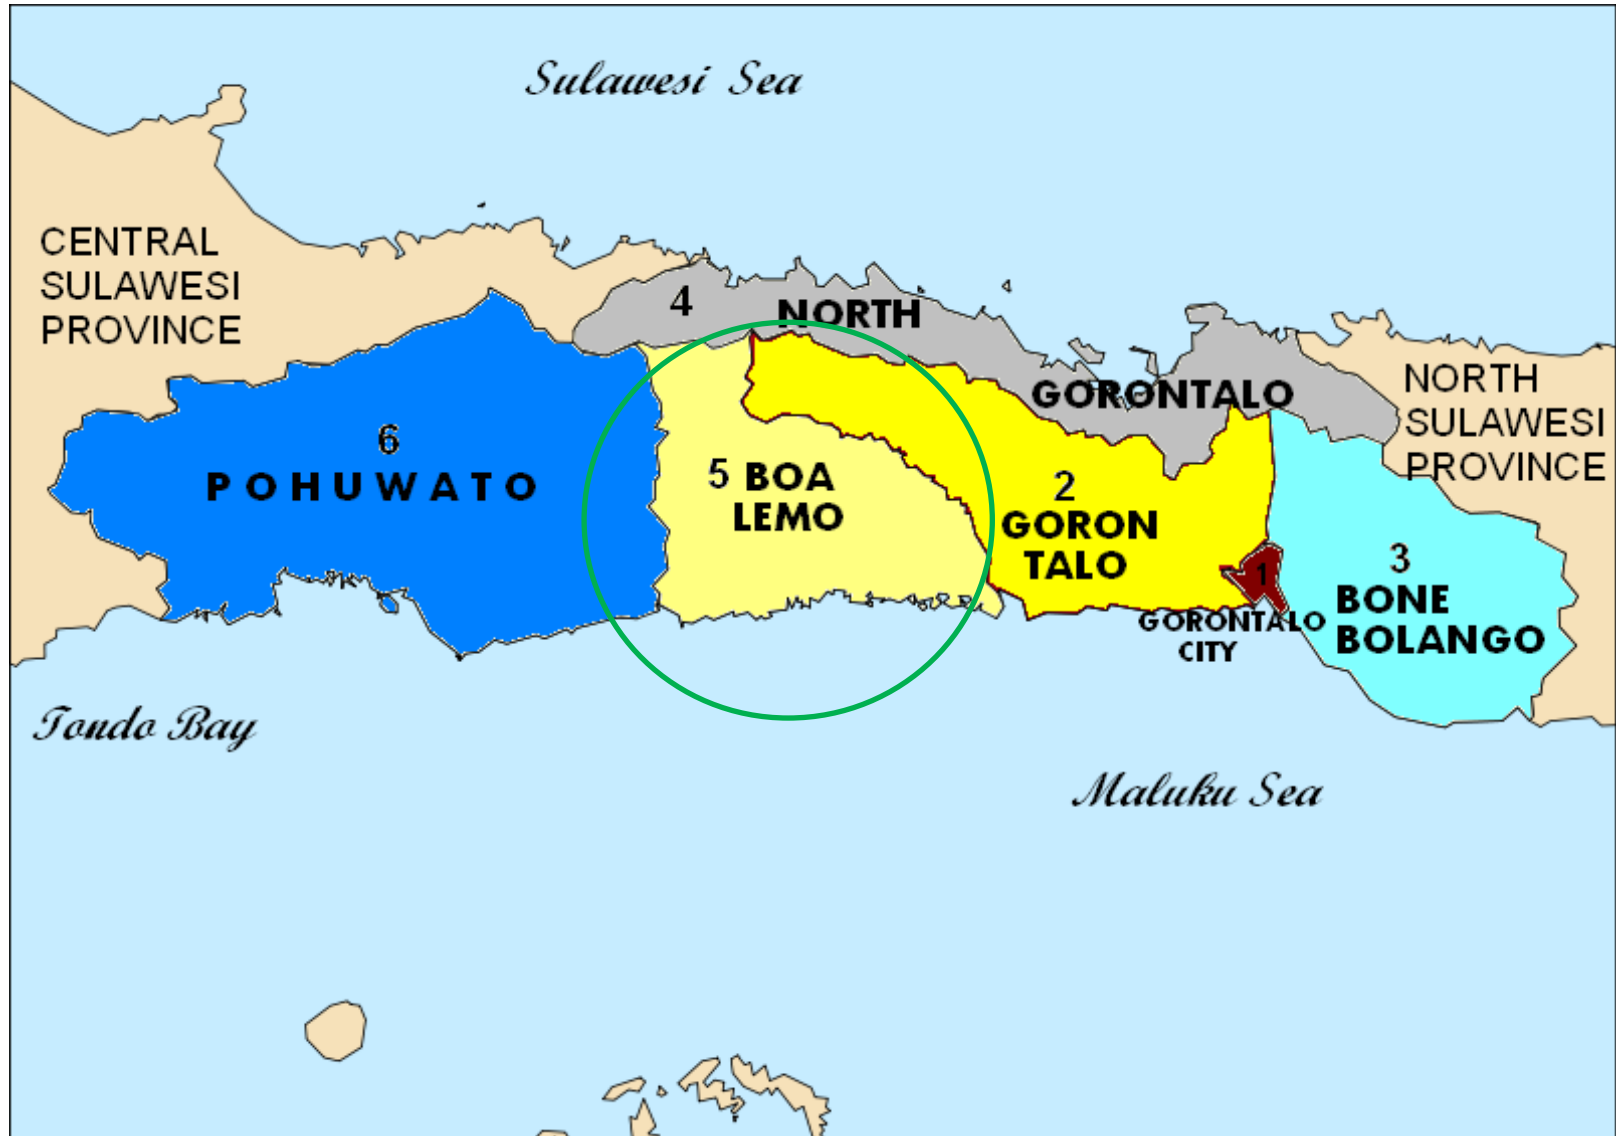 Sulawesi Sea
CENTRAL
SULAWESI
PROVINCE
4
NORTH
GORONTALO
NORTH
SULAWESI
PROVINCE
6
POHUWATO
5 BOA
LEMO
2
GORON
TALO
1
GORONTALO
CITY
3
BONE
BOLANGO
Tondo Bay
Maluku Sea